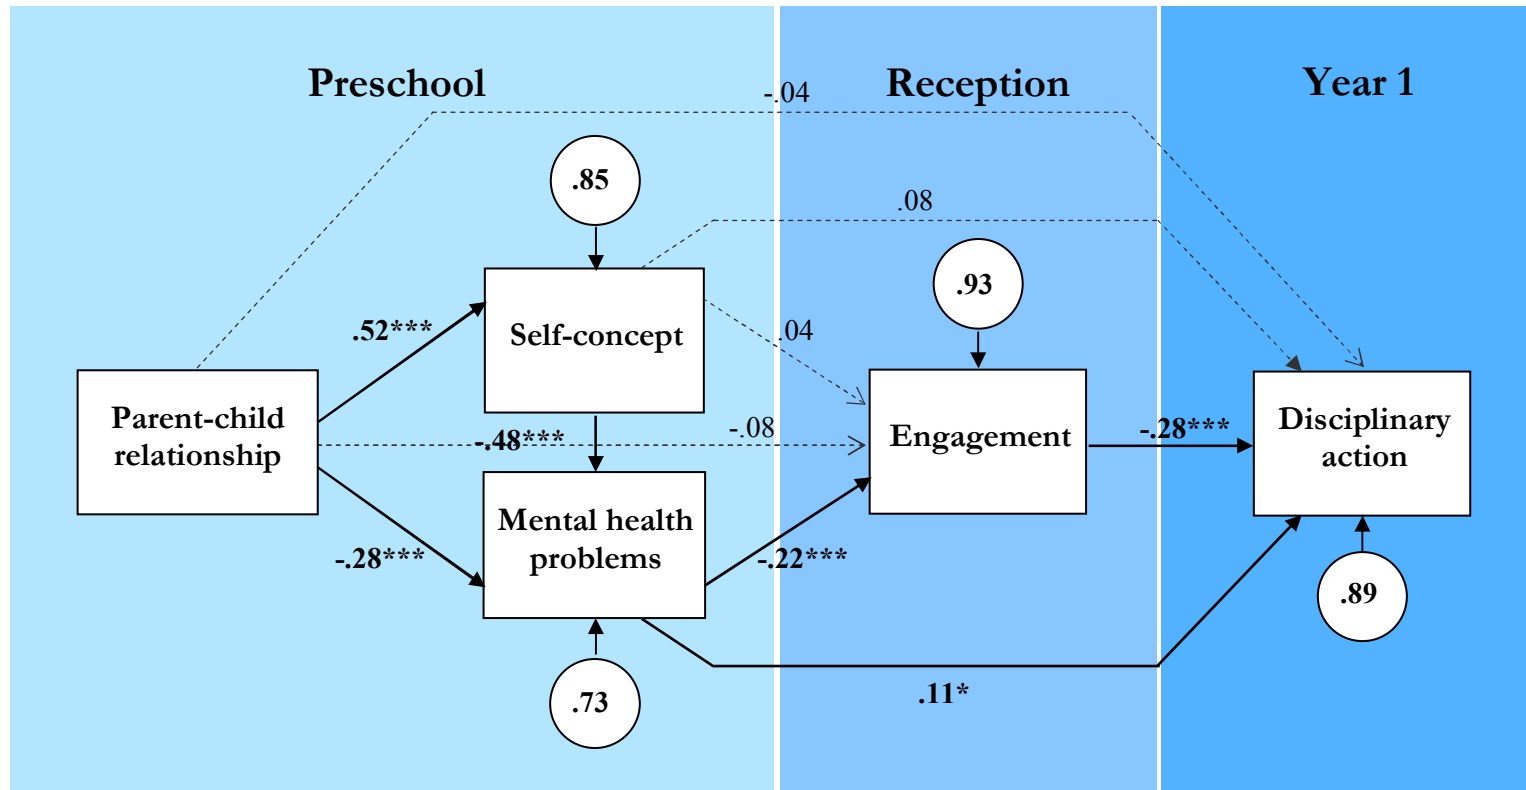 Preschool
Reception
Year 1
-.04
.85
.08
.93
.52***
Self-concept
.04
Parent-child
relationship
-.48***
-.08
Engagement
-.28***
Disciplinary
action
Mental health
problems
-.28***
-.22***
.89
.73
.11*